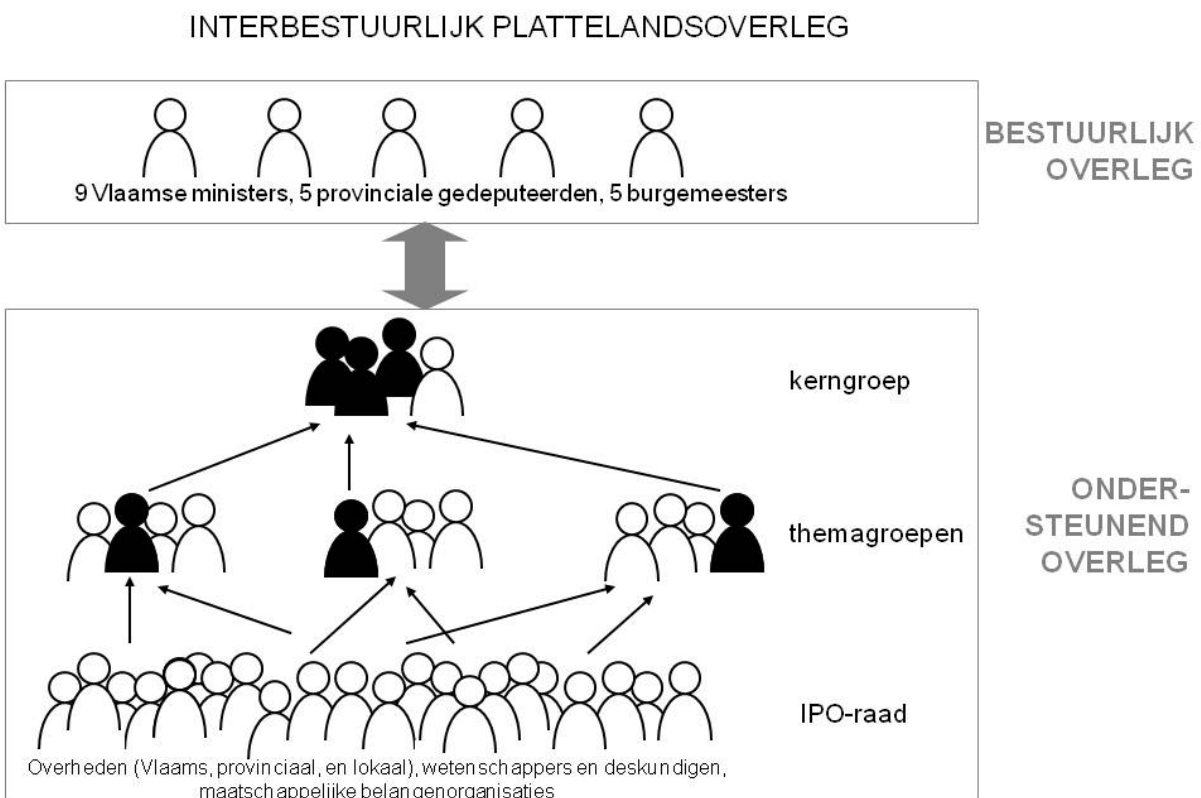 INTERBESTUURLIJK PLATTELANDSOVERLEG
BESTUURLIJK
OVERLEG
9 Vlaamse ministers, 5 provinciale gedeputeerden, 5 burgemeesters
kerngroep
themagroepen
ONDER-
STEUNEND
OVERLEG
IPO-raad
Overheden (Vlaams, provinciaal, en lokaal), wetenschappers en deskundigen,
maatschappelijke belangenorganisaties